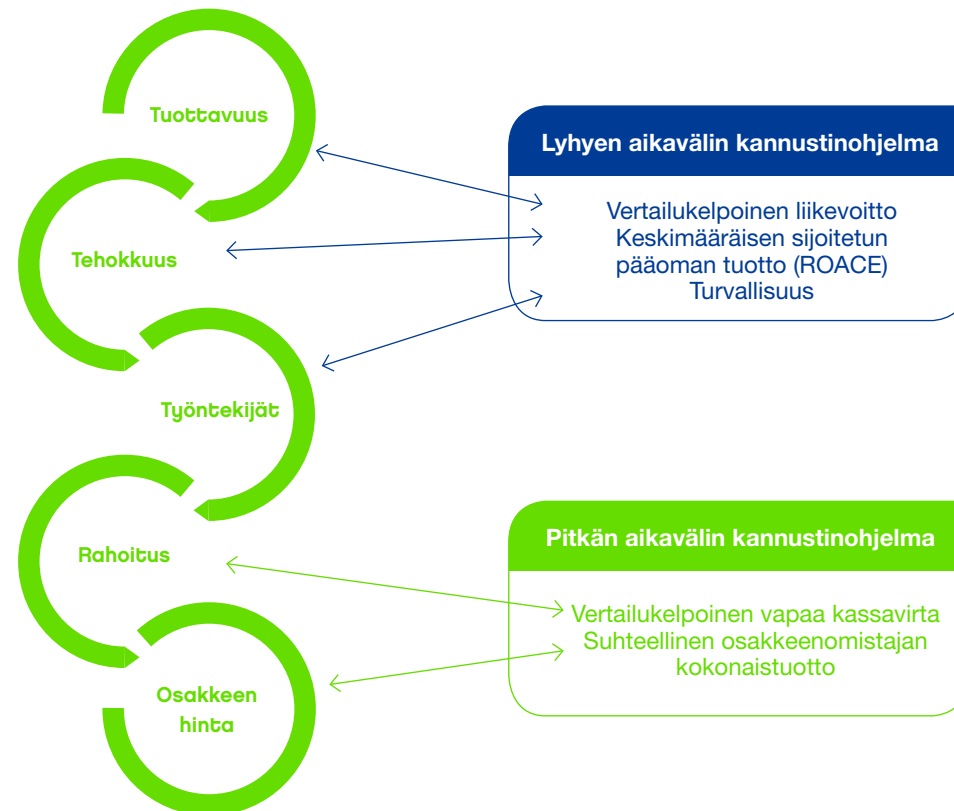 Tuottavuus
Tehokkuus
Työntekijät
Rahoitus
Osakkeen
hinta
Lyhyen aikavälin kannustinohjelma
Vertailukelpoinen liikevoitto
Keskimääräisen sijoitetun
pääoman tuotto (ROACE)
Turvallisuus
Pitkän aikavälin kannustinohjelma
Vertailukelpoinen vapaa kassavirta
Suhteellinen osakkeenomistajan
kokonaistuotto